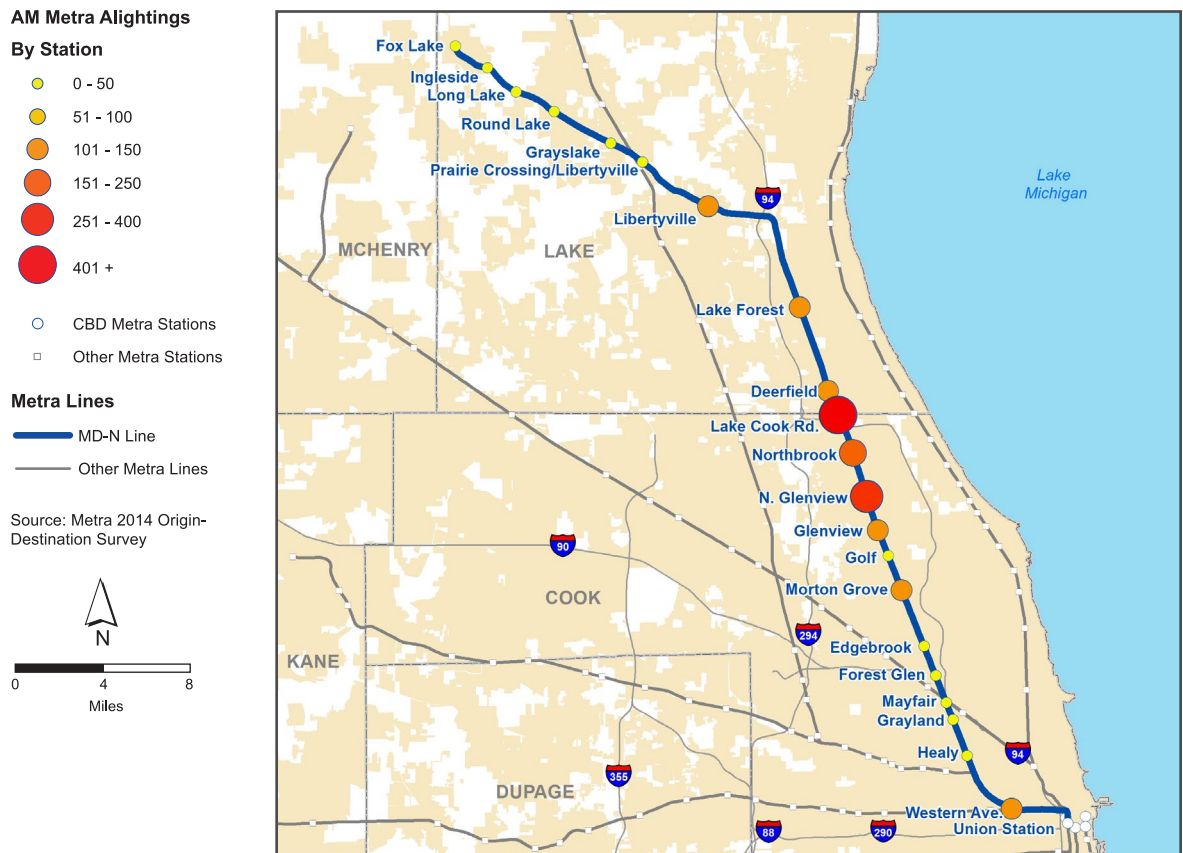 AM Metra Alightings
By Station
0 - 50
51 - 100
101 - 150
151 - 250
251 - 400
401 +
CBD Metra Stations
Other Metra Stations
Metra Lines
MD-N Line
Other Metra Lines
Source: Metra 2014 Origin-
Destination Survey
N
0 4 8
Miles
Fox Lake
Ingleside
Long Lake
Round Lake
Grayslake
Prairie Crossing/Libertyville
Libertyville
94
Lake
Michigan
MCHENRY
LAKE
Lake Forest
Deerfield
Lake Cook Rd.
Northbrook
N. Glenview
Glenview
Golf
90
COOK
Morton Grove
294
Edgebrook
KANE
Forest Glen
Mayfair
Grayland
Healy
94
355
DUPAGE
Western Ave.
Union Station
88
290